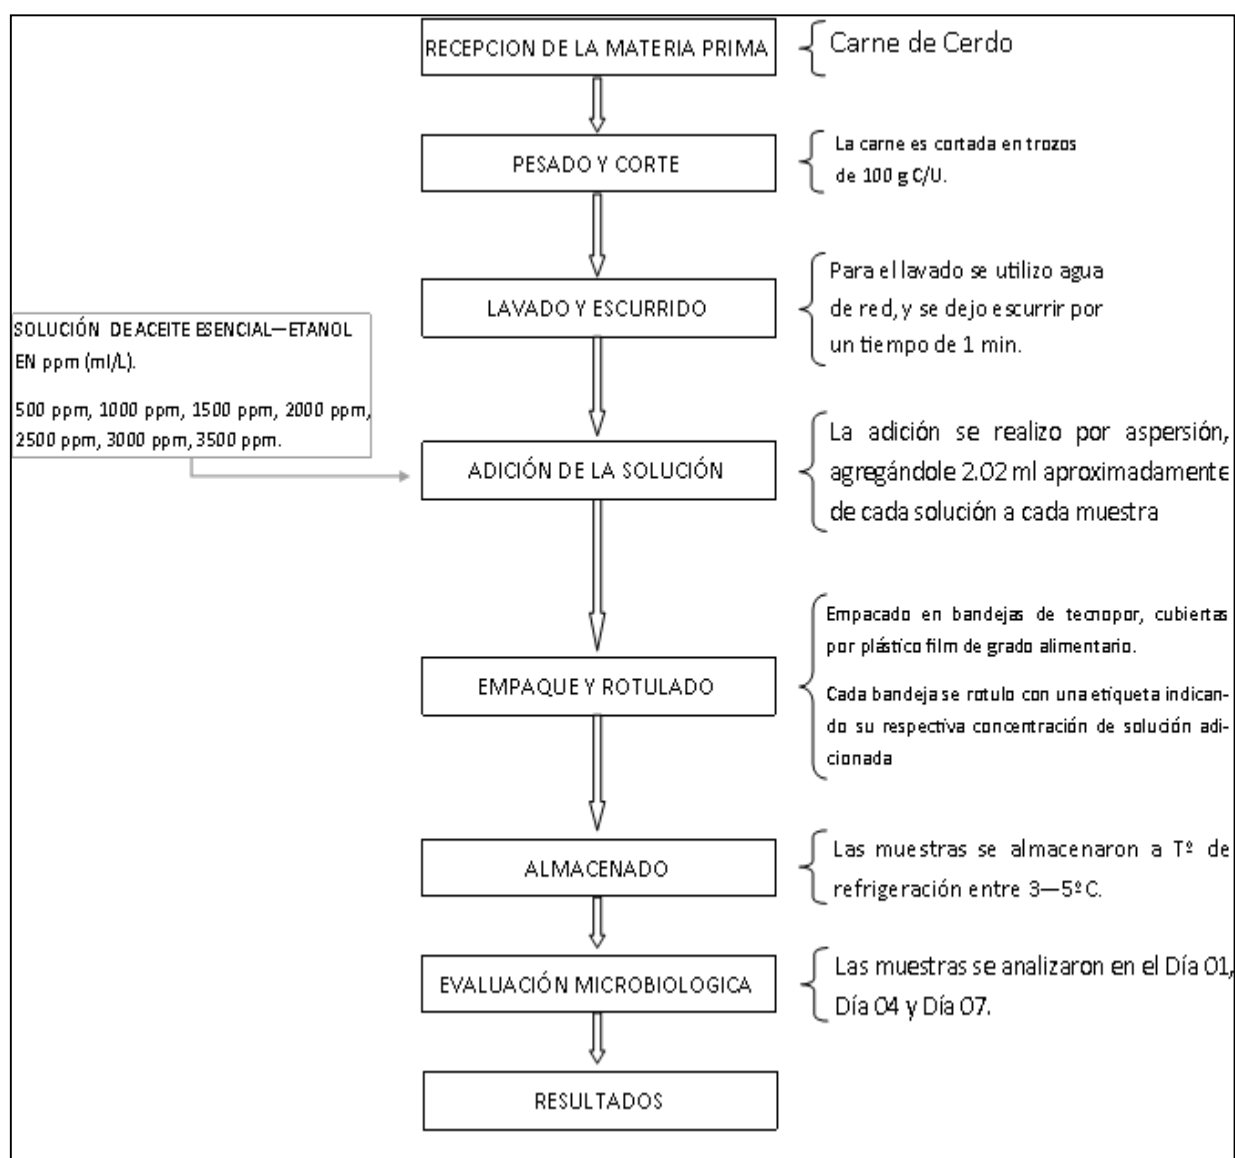 RECEPCION DE LA MATERIA PRIMA
Carne de Cerdo
PESADO Y CORTE
La carne es cortada en trozos
de 100 g C/U.
LAVADO Y ESCURRIDO
Para el lavado se utilizo agua
de red, y se dejo escurrir por
un tiempo de 1 min.
SOLUCIÓN DE ACEITE ESENCIAL—ETANOL
EN ppm (ml/L).
500 ppm, 1000 ppm, 1500 ppm, 2000 ppm,
2500 ppm, 3000 ppm, 3500 ppm.
ADICIÓN DE LA SOLUCIÓN
La adición se realizo por aspersión,
agregándole 2.02 ml aproximadamente
de cada solución a cada muestra
EMPAQUE Y ROTULADO
Empacado en bandejas de tecnopor, cubiertas
por plástico film de grado alimentario.
Cada bandeja se rotulo con una etiqueta indican-
do su respectiva concentración de solución adi-
cionada
ALMACENADO
Las muestras se almacenaron a Tº de
refrigeración entre 3—5ºC.
EVALUACIÓN MICROBIOLOGICA
Las muestras se analizaron en el Día 01,
Día 04 y Día 07.
RESULTADOS